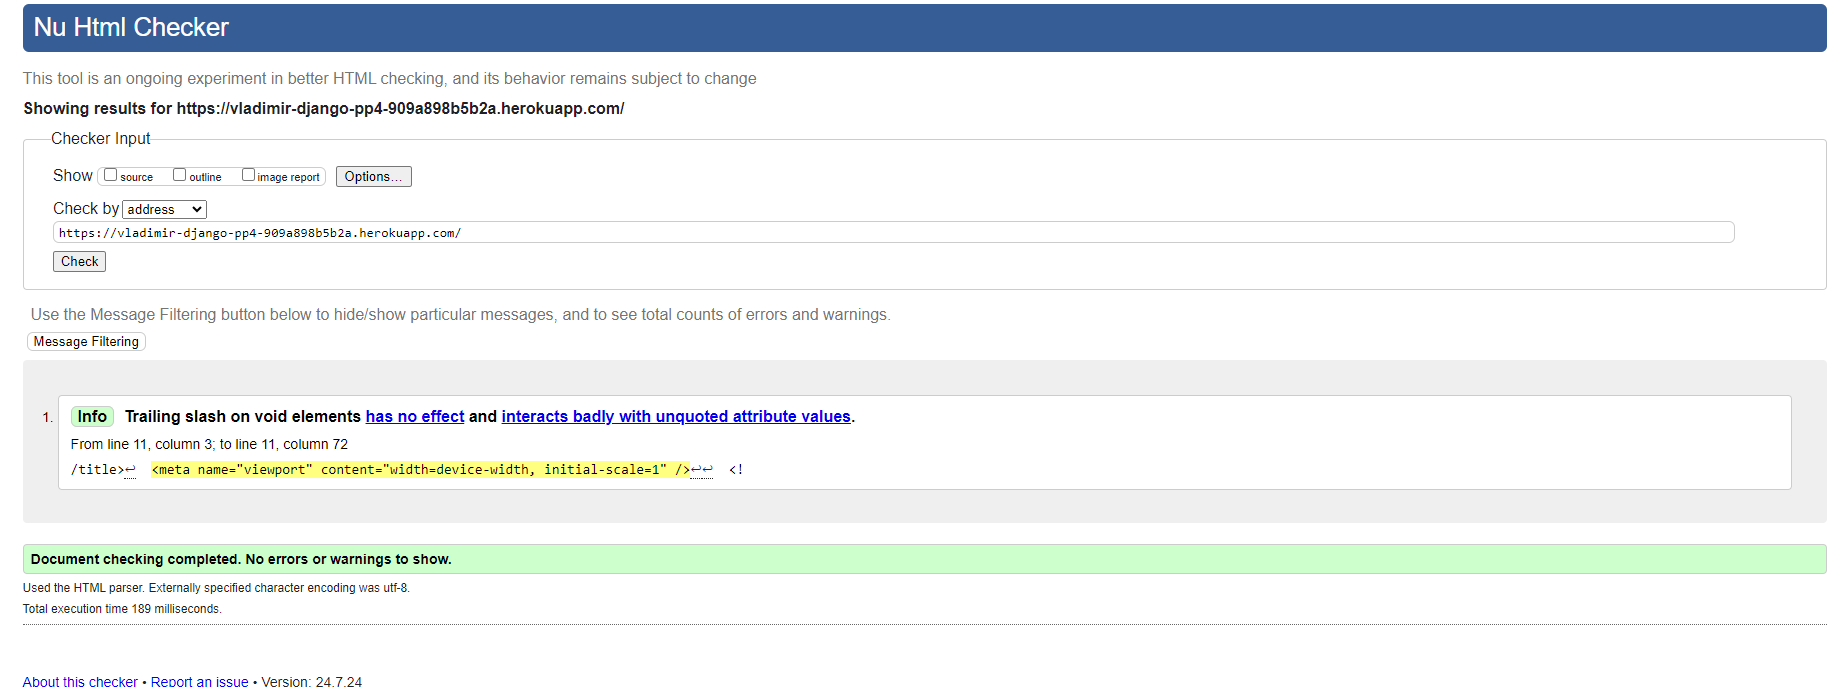 Nu Html Checker
This tool is an ongoing experiment in better HTML checking, and its behavior remains subject to change
Showing results for https://vladimir-django-pp4-909a898b5b2a.herokuapp.com/
Checker Input
Show source outline image report Options...
Check by address
https://vladimir-django-pp4-909a898b5b2a.herokuapp.com/
Check
Use the Message Filtering button below to hide/show particular messages, and to see total counts of errors and warnings.
Message Filtering
1. Info Trailing slash on void elements has no effect and interacts badly with unquoted attribute values.
From line 11, column 3; to line 11, column 72
/title>↩ <meta name="viewport" content="width=device-width, initial-scale=1" />↩↩ <!
Document checking completed. No errors or warnings to show.
Used the HTML parser. Externally specified character encoding was utf-8.
Total execution time 189 milliseconds.
About this checker • Report an issue • Version: 24.7.24